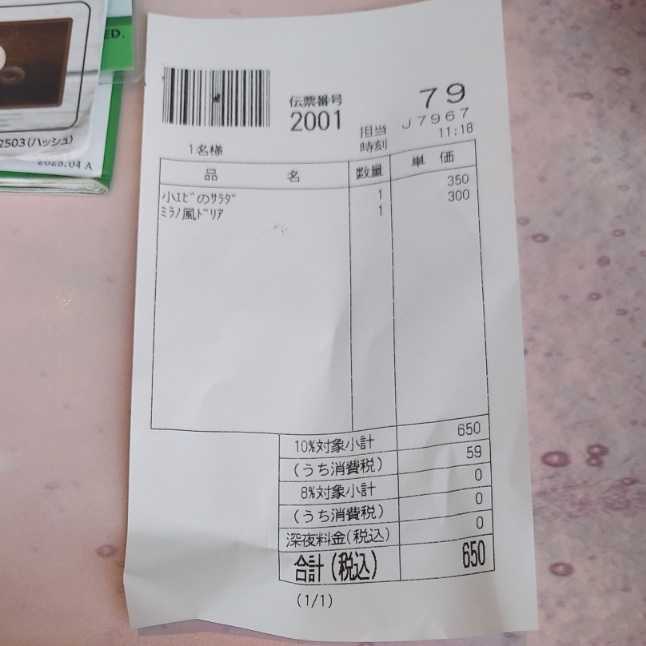 ED.
2503(ハッシュ)
2025.04 A
伝票番号 79
2001 担当 J7967
時刻 11:18
1名様
品 名 数量 単 価
小ｴﾋﾞのｻﾗﾀﾞ 1 350
ﾐﾗﾉ風ﾄﾞﾘｱ 1 300
10%対象小計 650
(うち消費税) 59
8%対象小計 0
(うち消費税) 0
深夜料金(税込) 0
合計(税込) 650
(1/1)